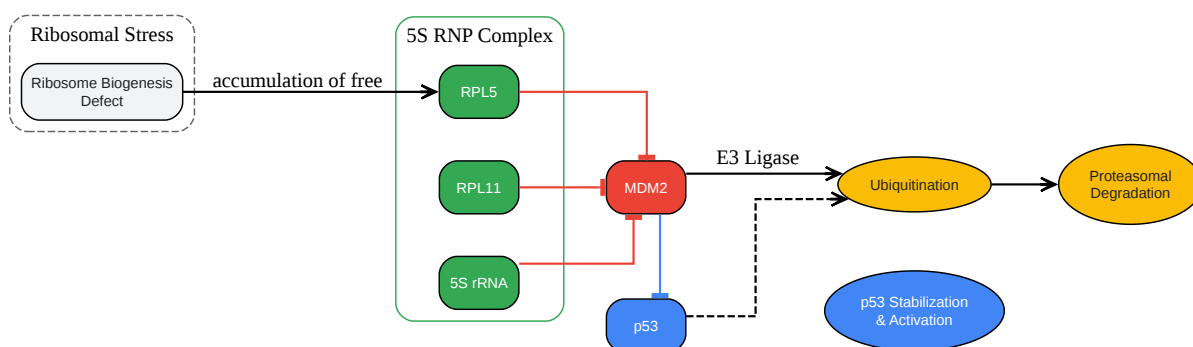 Ribosomal Stress
Ribosome Biogenesis
Defect
accumulation of free
5S RNP Complex
RPL5
RPL11
5S rRNA
MDM2
E3 Ligase
p53
Ubiquitination
Proteasomal
Degradation
p53 Stabilization
& Activation